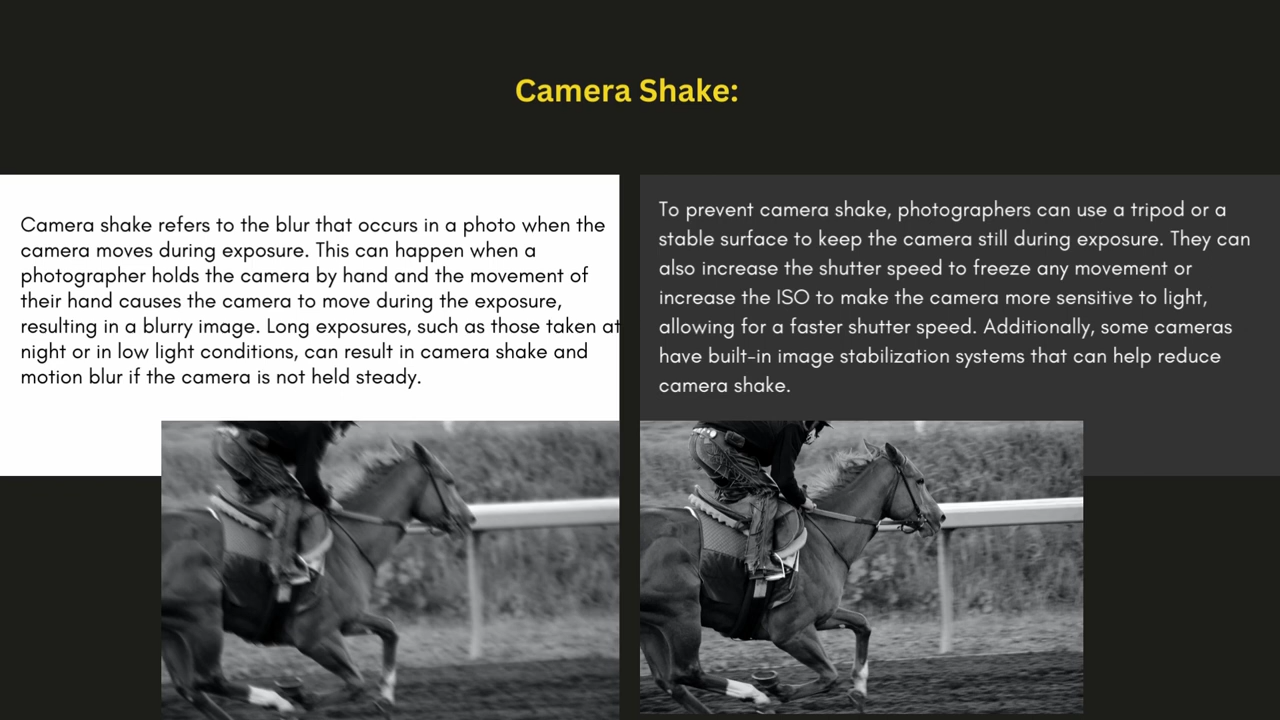 Camera Shake:
Camera shake refers to the blur that occurs in a photo when the
camera moves during exposure. This can happen when a
photographer holds the camera by hand and the movement of
their hand causes the camera to move during the exposure,
resulting in a blurry image. Long exposures, such as those taken at
night or in low light conditions, can result in camera shake and
motion blur if the camera is not held steady.
To prevent camera shake, photographers can use a tripod or a
stable surface to keep the camera still during exposure. They can
also increase the shutter speed to freeze any movement or
increase the ISO to make the camera more sensitive to light,
allowing for a faster shutter speed. Additionally, some cameras
have built-in image stabilization systems that can help reduce
camera shake.